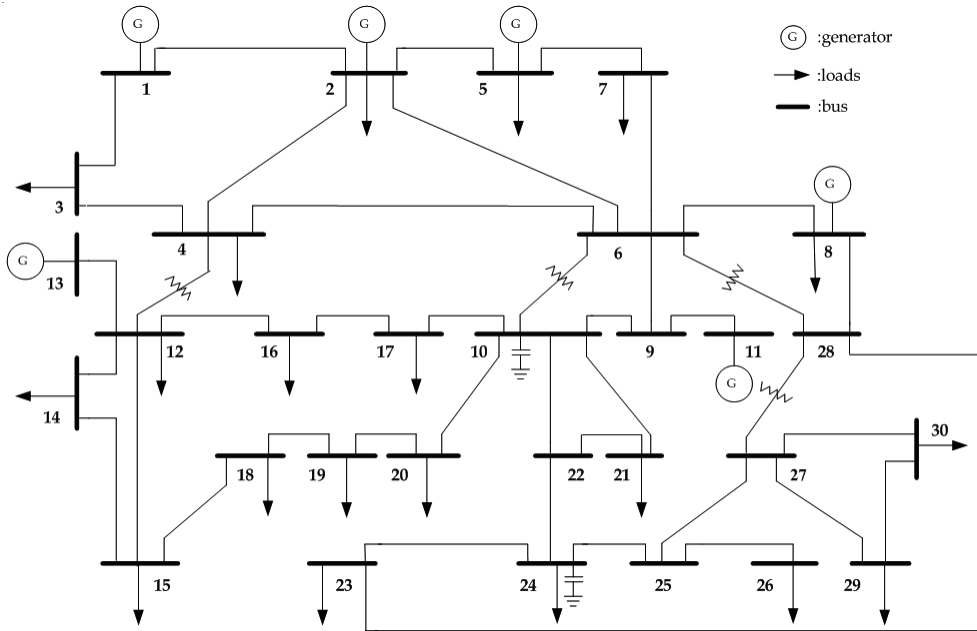 G G G G :generator
:loads
1 2 5 7 :bus
G
3
4 6 8
G
13
12 16 17 10 9 11 28
G
14
30
18 19 20 22 21 27
15 23 24 25 26 29